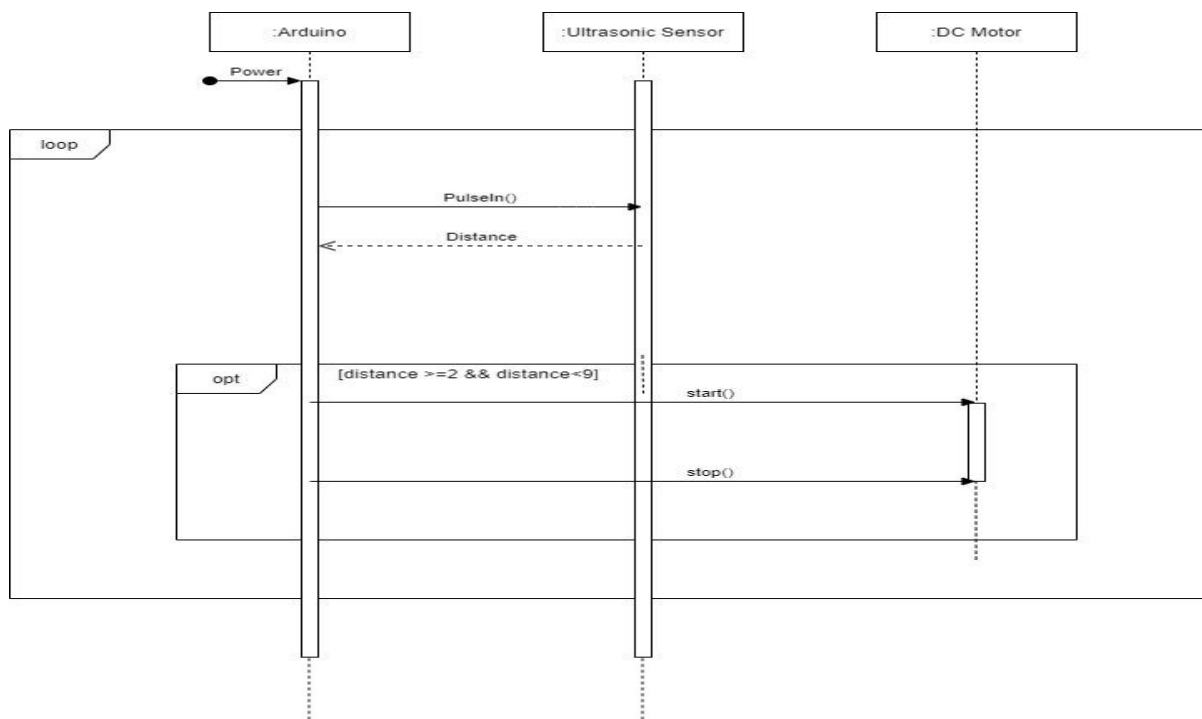 :Arduino
:Ultrasonic Sensor
:DC Motor
Power
loop
PulseIn()
Distance
opt
[distance >=2 && distance<9]
start()
stop()